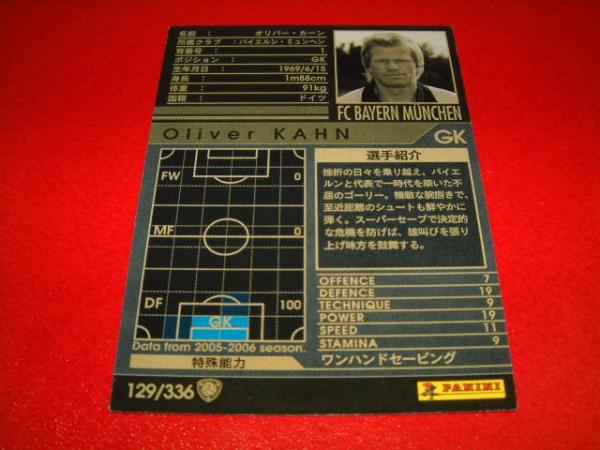 名前 : オリバー・カーン
所属クラブ : バイエルン・ミュンヘン
背番号 : 1
ポジション : GK
生年月日 : 1969/6/15
身長 : 1m88cm
体重 : 91kg
国籍 : ドイツ
FC BAYERN MÜNCHEN
Oliver KAHN
GK
FW 0
MF 0
DF 100
GK
Data from 2005-2006 season.
選手紹介
挫折の日々を乗り越え、バイエ
ルンと代表で一時代を築いた不
屈のゴーリー。機敏な腕捌きで、
至近距離のシュートも鮮やかに
弾く。スーパーセーブで決定的
な危機を防げば、雄叫びを張り
上げ味方を鼓舞する。
OFFENCE 7
DEFENCE 19
TECHNIQUE 9
POWER 19
SPEED 11
STAMINA 9
特殊能力
ワンハンドセービング
129/336
PANINI